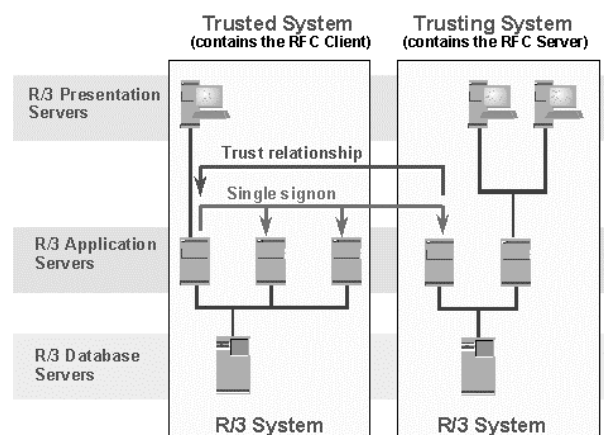 Trusted System
(contains the RFC Client)
Trusting System
(contains the RFC Server)
R/3 Presentation
Servers
Trust relationship
Single signon
R/3 Application
Servers
R/3 Database
Servers
R/3 System
R/3 System